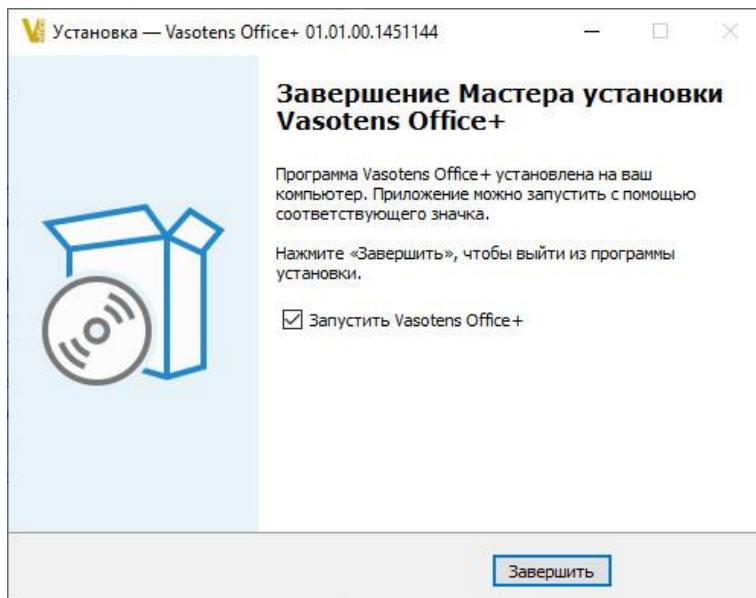 Установка — Vasotens Office+ 01.01.00.1451144
Завершение Мастера установки
Vasotens Office+
Программа Vasotens Office+ установлена на ваш
компьютер. Приложение можно запустить с помощью
соответствующего значка.
Нажмите «Завершить», чтобы выйти из программы
установки.
Запустить Vasotens Office+
Завершить